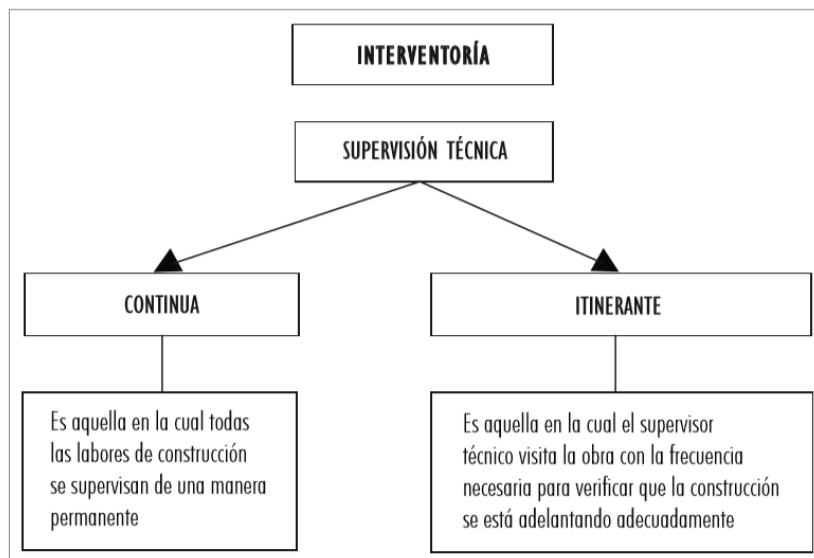 INTERVENTORÍA
SUPERVISIÓN TÉCNICA
CONTINUA
ITINERANTE
Es aquella en la cual todas
las labores de construcción
se supervisan de una manera
permanente
Es aquella en la cual el supervisor
técnico visita la obra con la frecuencia
necesaria para verificar que la construcción
se está adelantando adecuadamente